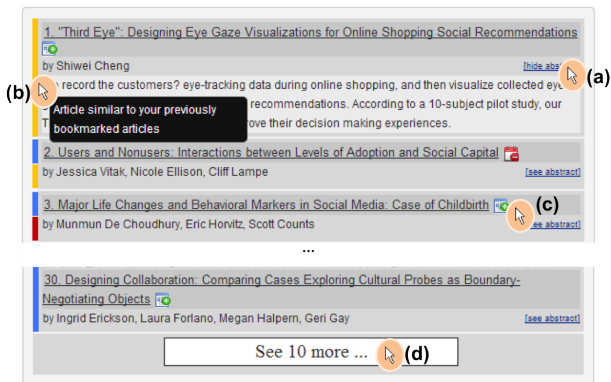 1. "Third Eye": Designing Eye Gaze Visualizations for Online Shopping Social Recommendations
by Shiwei Cheng
[hide abst
(a)
(b)
record the customers? eye-tracking data during online shopping, and then visualize collected ey
Article similar to your previously
bookmarked articles
recommendations. According to a 10-subject pilot study, our
T
ove their decision making experiences.
2. Users and Nonusers: Interactions between Levels of Adoption and Social Capital
by Jessica Vitak, Nicole Ellison, Cliff Lampe
[see abstract]
3. Major Life Changes and Behavioral Markers in Social Media: Case of Childbirth
(c)
by Munmun De Choudhury, Eric Horvitz, Scott Counts
ee abstract]
...
30. Designing Collaboration: Comparing Cases Exploring Cultural Probes as Boundary-
Negotiating Objects
by Ingrid Erickson, Laura Forlano, Megan Halpern, Geri Gay
[see abstract]
See 10 more ...
(d)